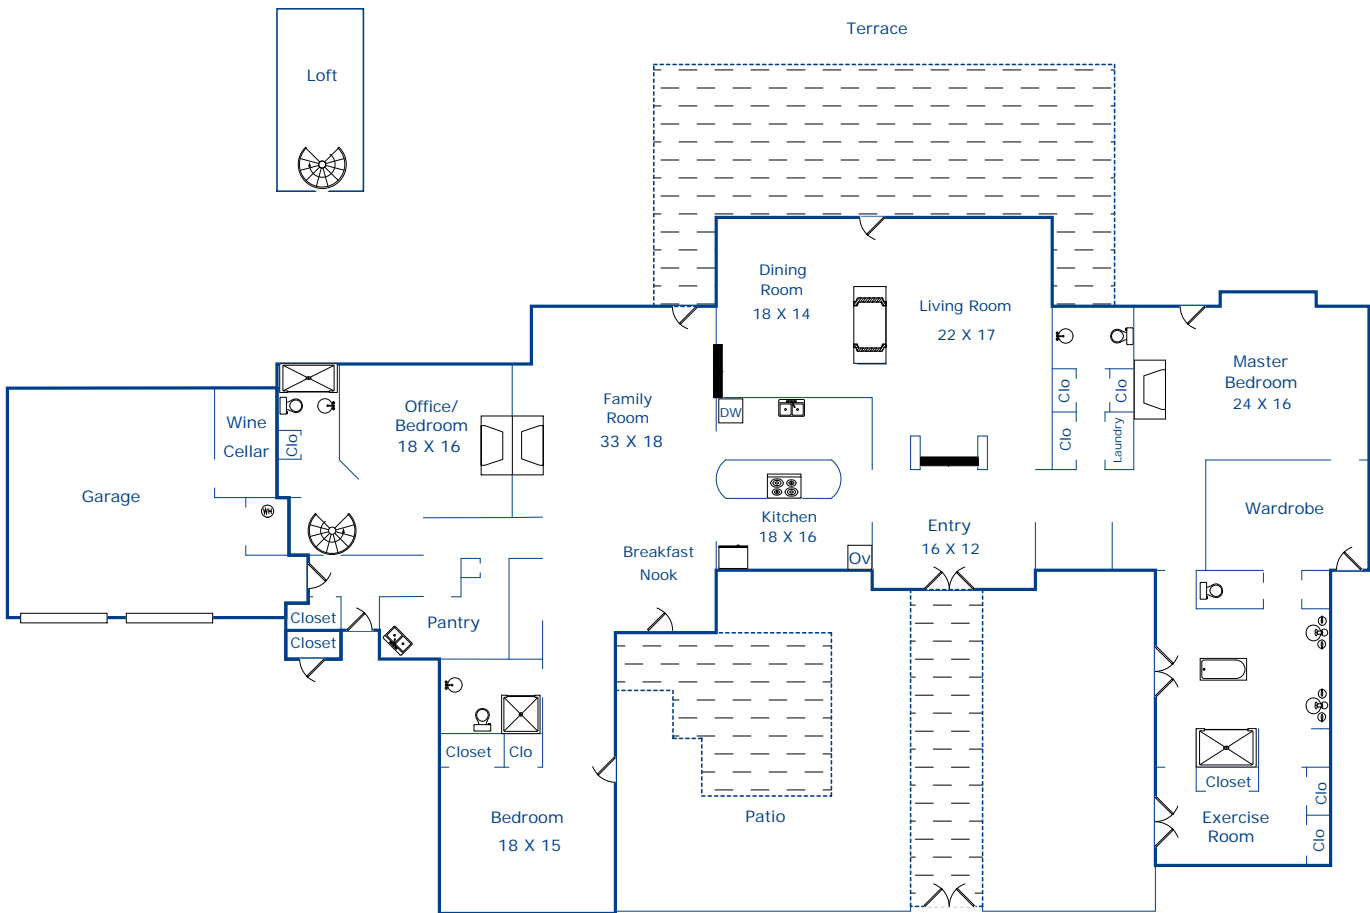 Terrace
Loft
Dining
Room
18 X 14
Living Room
22 X 17
Master
Bedroom
24 X 16
Clo
Clo
Clo
Laundry
Family
Room
33 X 18
DW
Office/
Bedroom
18 X 16
Wine
Cellar
Clo
Garage
WH
Kitchen
18 X 16
Ov
Entry
16 X 12
Wardrobe
Breakfast
Nook
Closet
Closet
Pantry
Closet
Clo
Bedroom
18 X 15
Patio
Closet
Clo
Exercise
Room
Clo